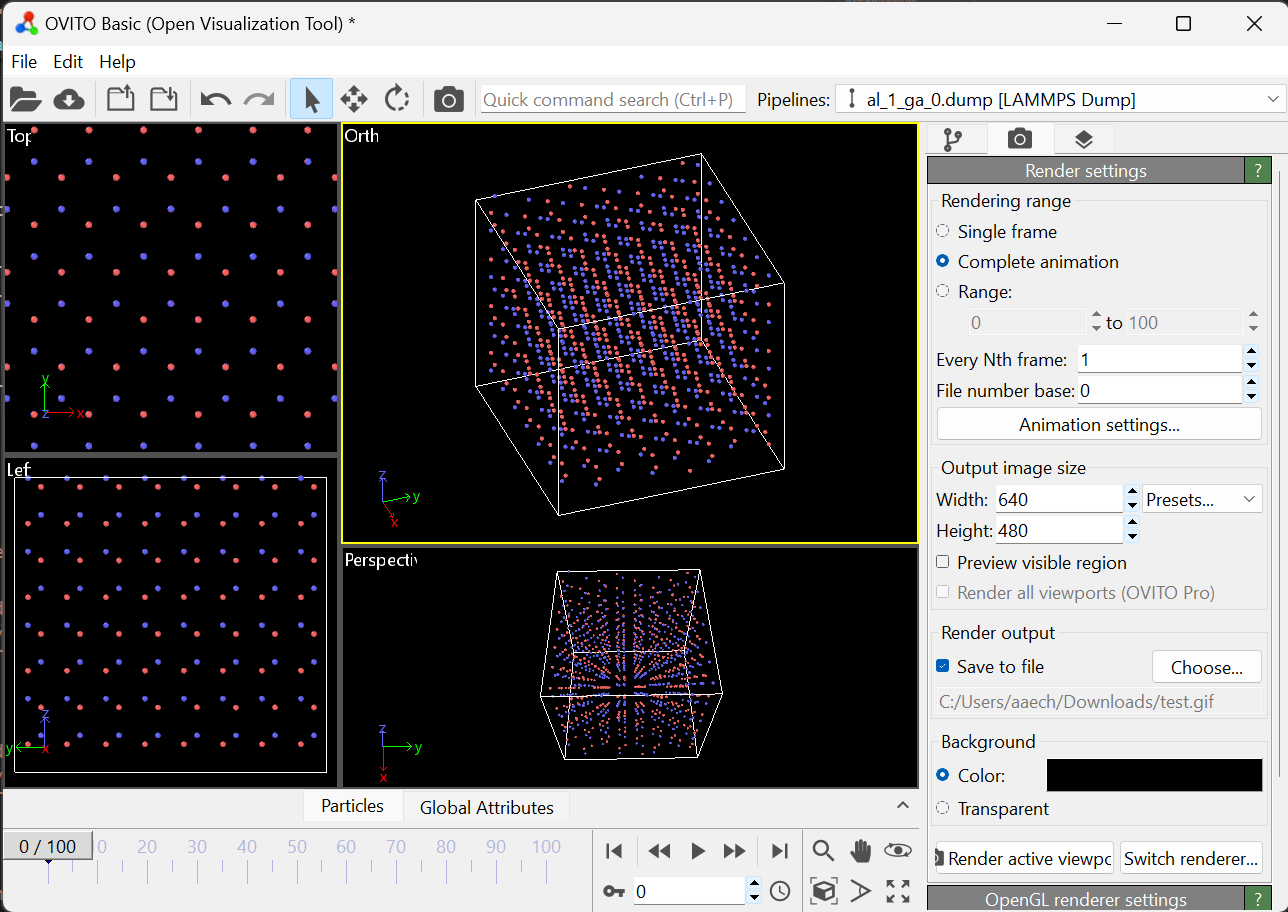 OVITO Basic (Open Visualization Tool) *
File Edit Help
Quick command search (Ctrl+P) Pipelines: al_1_ga_0.dump [LAMMPS Dump]
Top
y
z x
Orth
z
y
x
Lef
z
y x
Perspectiv
z
y
x
Particles Global Attributes
0 / 100 0 20 30 40 50 60 70 80 90 100
0
Render settings ?
Rendering range
Single frame
Complete animation
Range:
0 to 100
Every Nth frame: 1
File number base: 0
Animation settings...
Output image size
Width: 640 Presets...
Height: 480
Preview visible region
Render all viewports (OVITO Pro)
Render output
Save to file Choose...
C:/Users/aaech/Downloads/test.gif
Background
Color:
Transparent
Render active viewpo Switch renderer...
OpenGL renderer settings ?